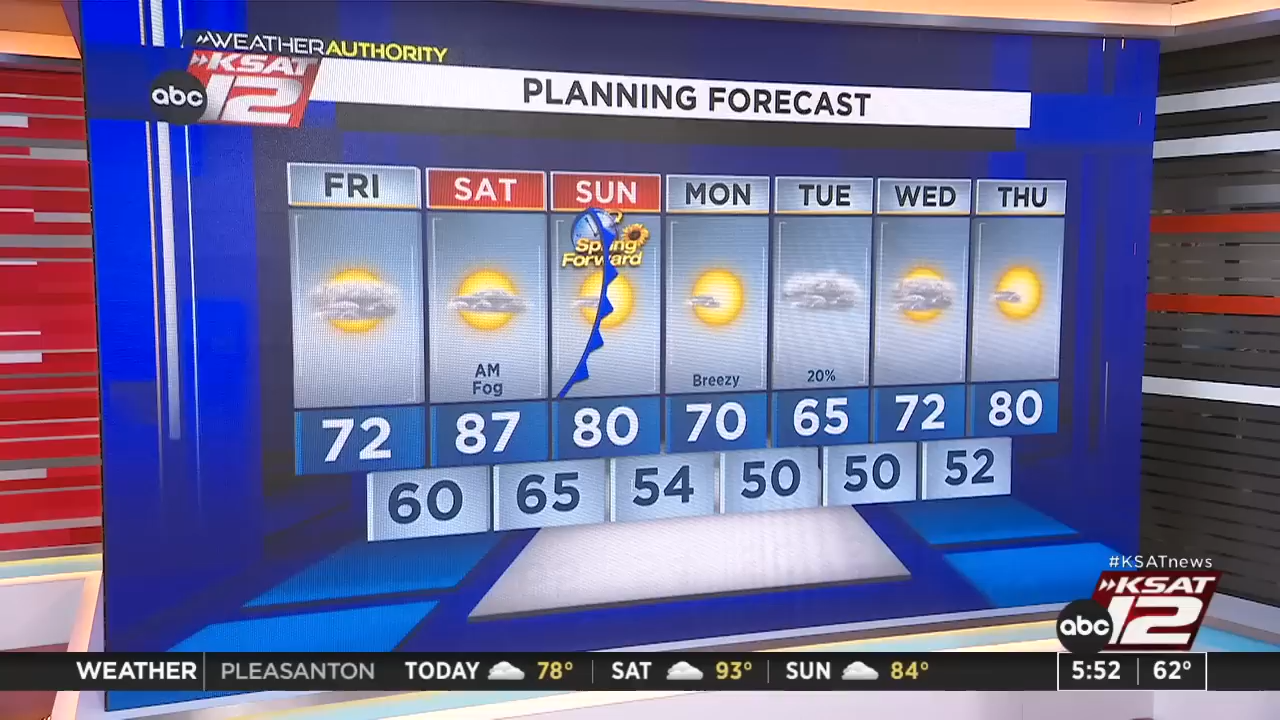 »WEATHERAUTHORITY
»KSAT
abc 12
PLANNING FORECAST
FRI SAT SUN MON TUE WED THU
Spring
Forward
AM
Fog
Breezy
20%
72 87 80 70 65 72 80
60 65 54 50 50 52
#KSATnews
»KSAT
abc 12
WEATHER PLEASANTON TODAY 78° SAT 93° SUN 84° 5:52 62°